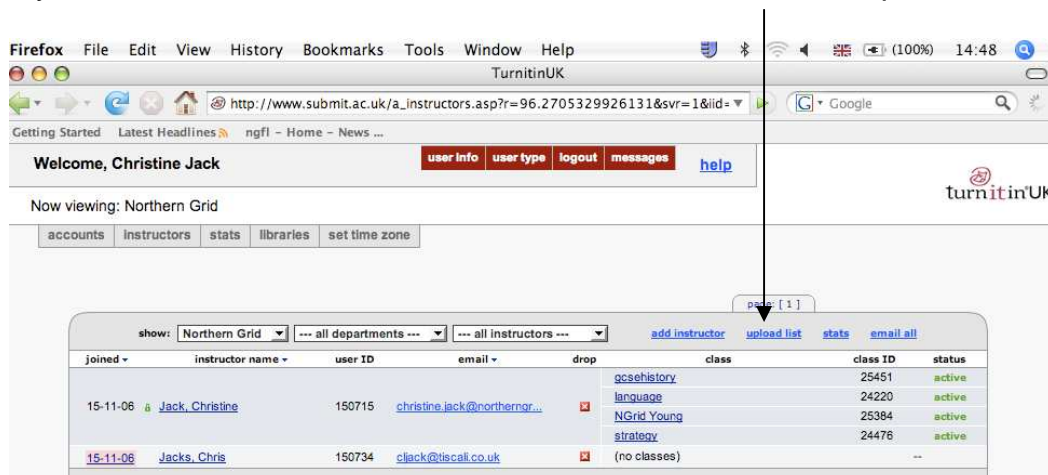 Firefox File Edit View History Bookmarks Tools Window Help (100%) 14:48
TurnitinUK
http://www.submit.ac.uk/a_instructors.asp?r=96.2705329926131&svr=1&iid= G Google
Getting Started Latest Headlines ngfl – Home – News ...
Welcome, Christine Jack user info user type logout messages help
turnitin UK
Now viewing: Northern Grid
accounts instructors stats libraries set time zone
page: [ 1 ]
show: Northern Grid --- all departments --- --- all instructors --- add instructor upload list stats email all
joined instructor name user ID email drop class class ID status
gcsehistory 25451 active
language 24220 active
15-11-06 a Jack, Christine 150715 christine.jack@northerngr...
NGrid Young 25384 active
strategy 24476 active
15-11-06 Jacks, Chris 150734 cljack@tiscali.co.uk (no classes) --